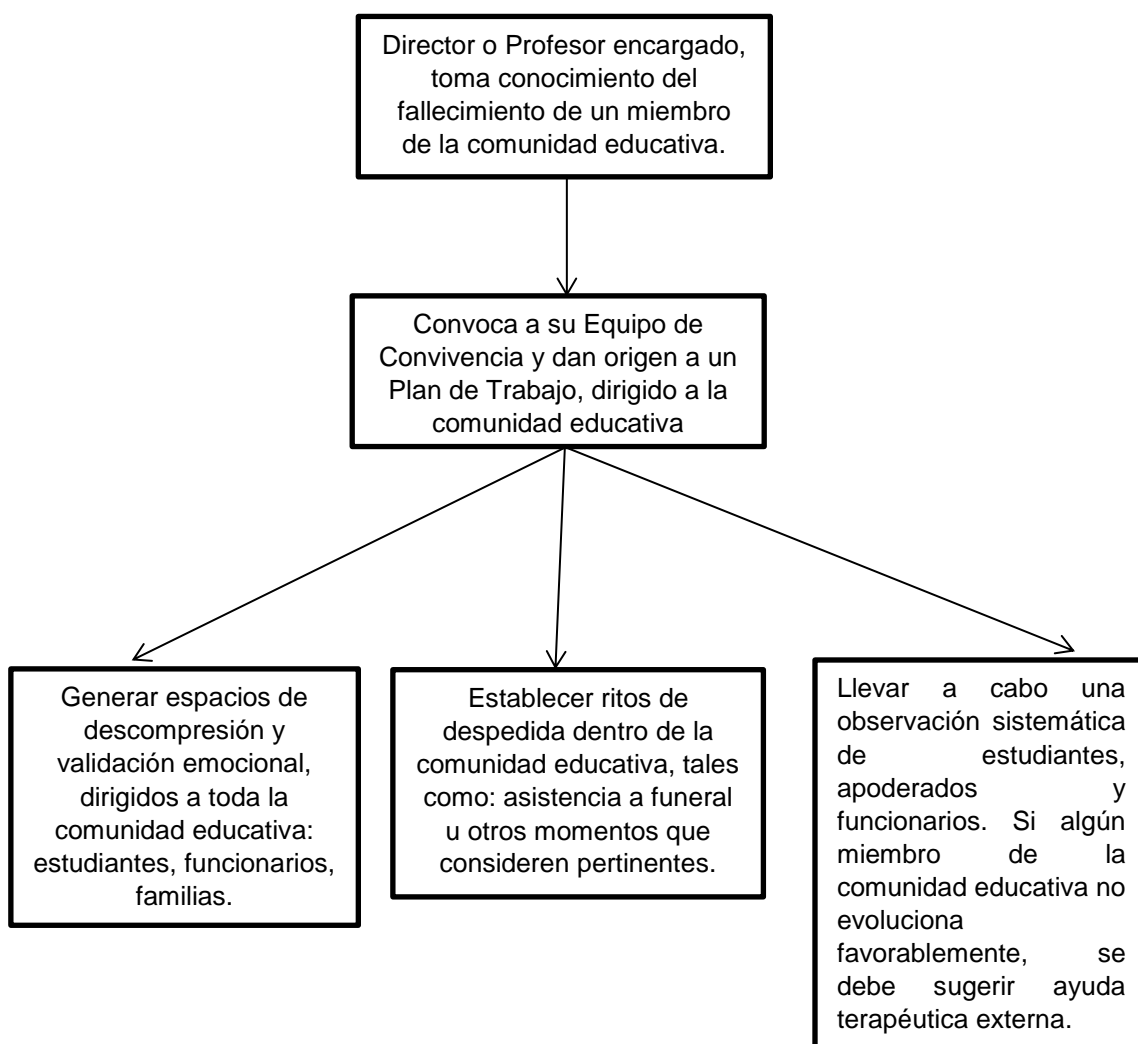 Director o Profesor encargado,
toma conocimiento del
fallecimiento de un miembro
de la comunidad educativa.
Convoca a su Equipo de
Convivencia y dan origen a un
Plan de Trabajo, dirigido a la
comunidad educativa
Generar espacios de
descompresión y
validación emocional,
dirigidos a toda la
comunidad educativa:
estudiantes, funcionarios,
familias.
Establecer ritos de
despedida dentro de la
comunidad educativa, tales
como: asistencia a funeral
u otros momentos que
consideren pertinentes.
Llevar a cabo una
observación sistemática
de estudiantes,
apoderados y
funcionarios. Si algún
miembro de la
comunidad educativa no
evoluciona
favorablemente, se
debe sugerir ayuda
terapéutica externa.